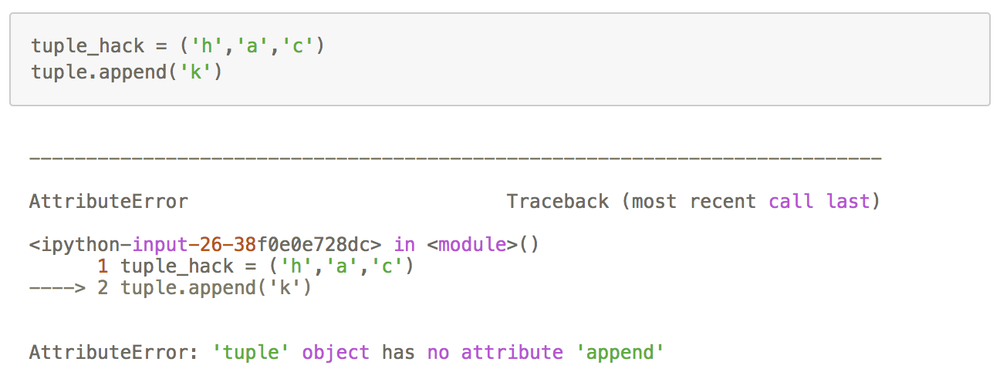 tuple_hack = ('h','a','c')
tuple.append('k')
---------------------------------------------------------------------------
AttributeError                            Traceback (most recent call last)
<ipython-input-26-38f0e0e728dc> in <module>()
      1 tuple_hack = ('h','a','c')
----> 2 tuple.append('k')
AttributeError: 'tuple' object has no attribute 'append'